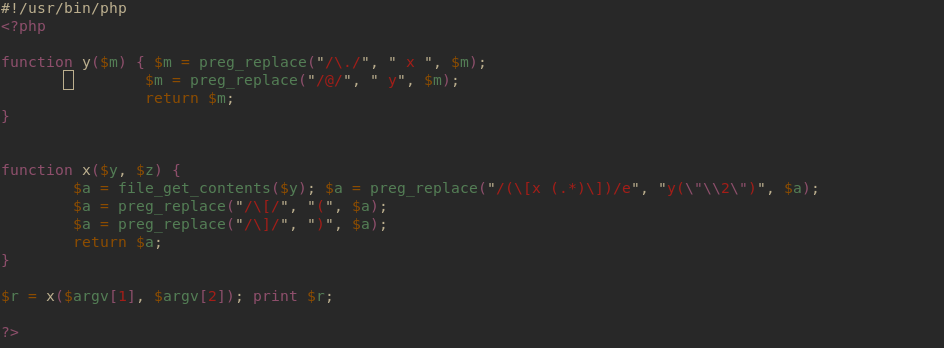 #!/usr/bin/php
<?php
function y($m) { $m = preg_replace("/\./", " x ", $m);
$m = preg_replace("/@/", " y", $m);
return $m;
}
function x($y, $z) {
$a = file_get_contents($y); $a = preg_replace("/(\[x (.*)\])/e", "y(\"\\2\")", $a);
$a = preg_replace("/\[/", "(", $a);
$a = preg_replace("/\]/", ")", $a);
return $a;
}
$r = x($argv[1], $argv[2]); print $r;
?>